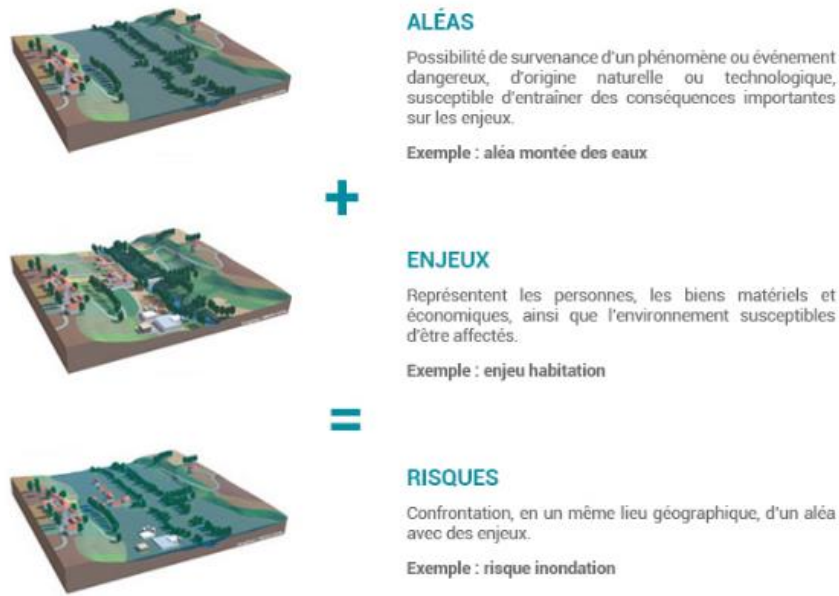 ALÉAS
Possibilité de survenance d'un phénomène ou événement
dangereux, d'origine naturelle ou technologique,
susceptible d'entraîner des conséquences importantes
sur les enjeux.
Exemple : aléa montée des eaux
+
ENJEUX
Représentent les personnes, les biens matériels et
économiques, ainsi que l'environnement susceptibles
d'être affectés.
Exemple : enjeu habitation
=
RISQUES
Confrontation, en un même lieu géographique, d'un aléa
avec des enjeux.
Exemple : risque inondation